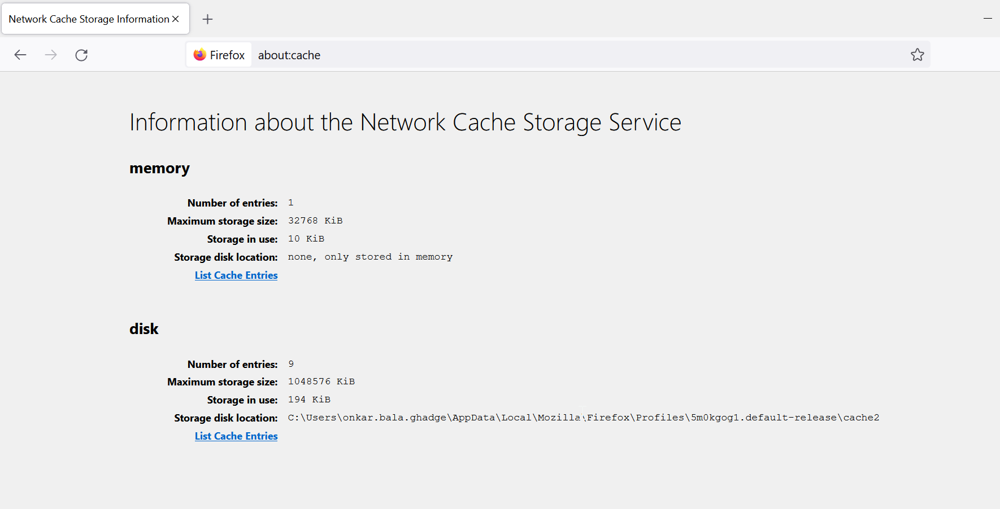 Network Cache Storage Information
Firefox about:cache
Information about the Network Cache Storage Service
memory
Number of entries: 1
Maximum storage size: 32768 KiB
Storage in use: 10 KiB
Storage disk location: none, only stored in memory
List Cache Entries
disk
Number of entries: 9
Maximum storage size: 1048576 KiB
Storage in use: 194 KiB
Storage disk location: C:\Users\onkar.bala.ghadge\AppData\Local\Mozilla\Firefox\Profiles\5m0kgog1.default-release\cache2
List Cache Entries